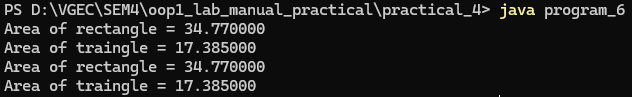 PS D:\VGEC\SEM4\oop1_lab_manual_practical\practical_4> java program_6
Area of rectangle = 34.770000
Area of traingle = 17.385000
Area of rectangle = 34.770000
Area of traingle = 17.385000